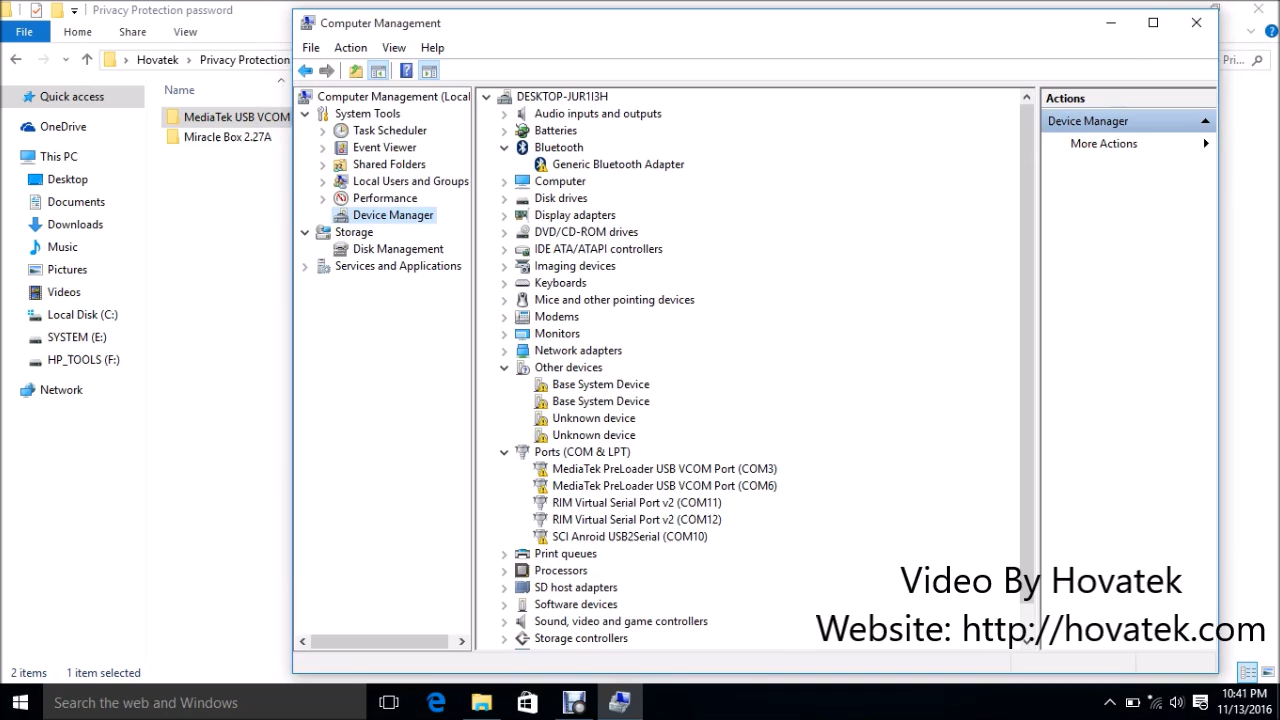 Privacy Protection password
File
Home
Share
View
Hovatek
Privacy Protection
Pri...
Quick access
OneDrive
This PC
Desktop
Documents
Downloads
Music
Pictures
Videos
Local Disk (C:)
SYSTEM (E:)
HP_TOOLS (F:)
Network
Name
MediaTek USB VCOM
Miracle Box 2.27A
2 items
1 item selected
Computer Management
File
Action
View
Help
Computer Management (Local
System Tools
Task Scheduler
Event Viewer
Shared Folders
Local Users and Groups
Performance
Device Manager
Storage
Disk Management
Services and Applications
DESKTOP-JUR1I3H
Audio inputs and outputs
Batteries
Bluetooth
Generic Bluetooth Adapter
Computer
Disk drives
Display adapters
DVD/CD-ROM drives
IDE ATA/ATAPI controllers
Imaging devices
Keyboards
Mice and other pointing devices
Modems
Monitors
Network adapters
Other devices
Base System Device
Base System Device
Unknown device
Unknown device
Ports (COM & LPT)
MediaTek PreLoader USB VCOM Port (COM3)
MediaTek PreLoader USB VCOM Port (COM6)
RIM Virtual Serial Port v2 (COM11)
RIM Virtual Serial Port v2 (COM12)
SCI Anroid USB2Serial (COM10)
Print queues
Processors
SD host adapters
Software devices
Sound, video and game controllers
Storage controllers
Actions
Device Manager
More Actions
Video By Hovatek
Website: http://hovatek.com
Search the web and Windows
10:41 PM
11/13/2016